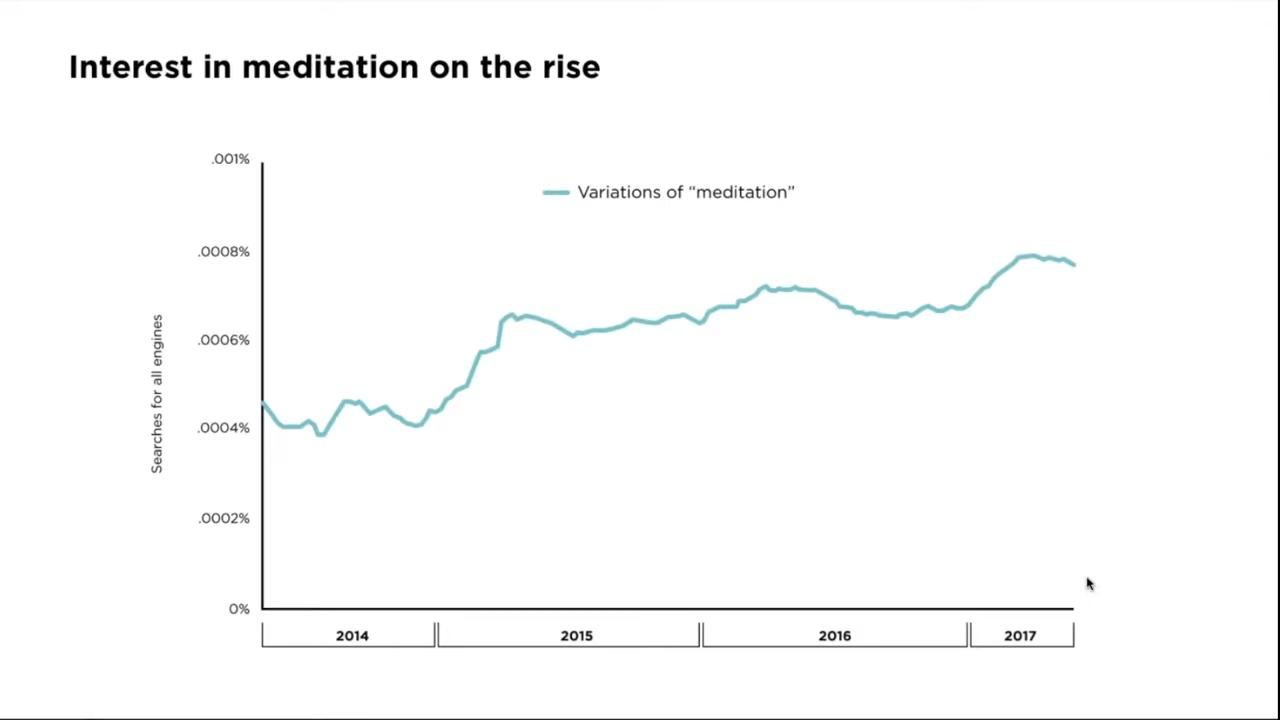 Interest in meditation on the rise
.001%
Variations of “meditation”
.0008%
.0006%
Searches for all engines
.0004%
.0002%
0%
2014 2015 2016 2017